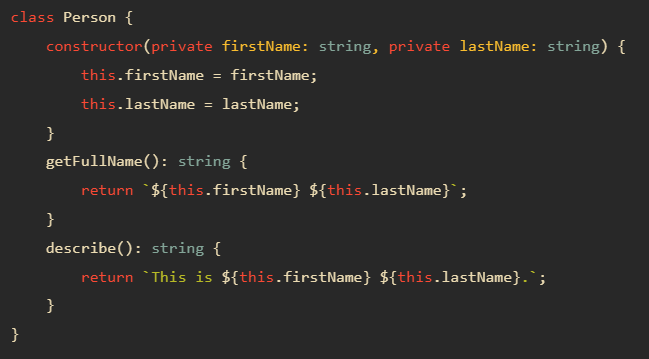 class Person {
    constructor(private firstName: string, private lastName: string) {
        this.firstName = firstName;
        this.lastName = lastName;
    }
    getFullName(): string {
        return `${this.firstName} ${this.lastName}`;
    }
    describe(): string {
        return `This is ${this.firstName} ${this.lastName}.`;
    }
}